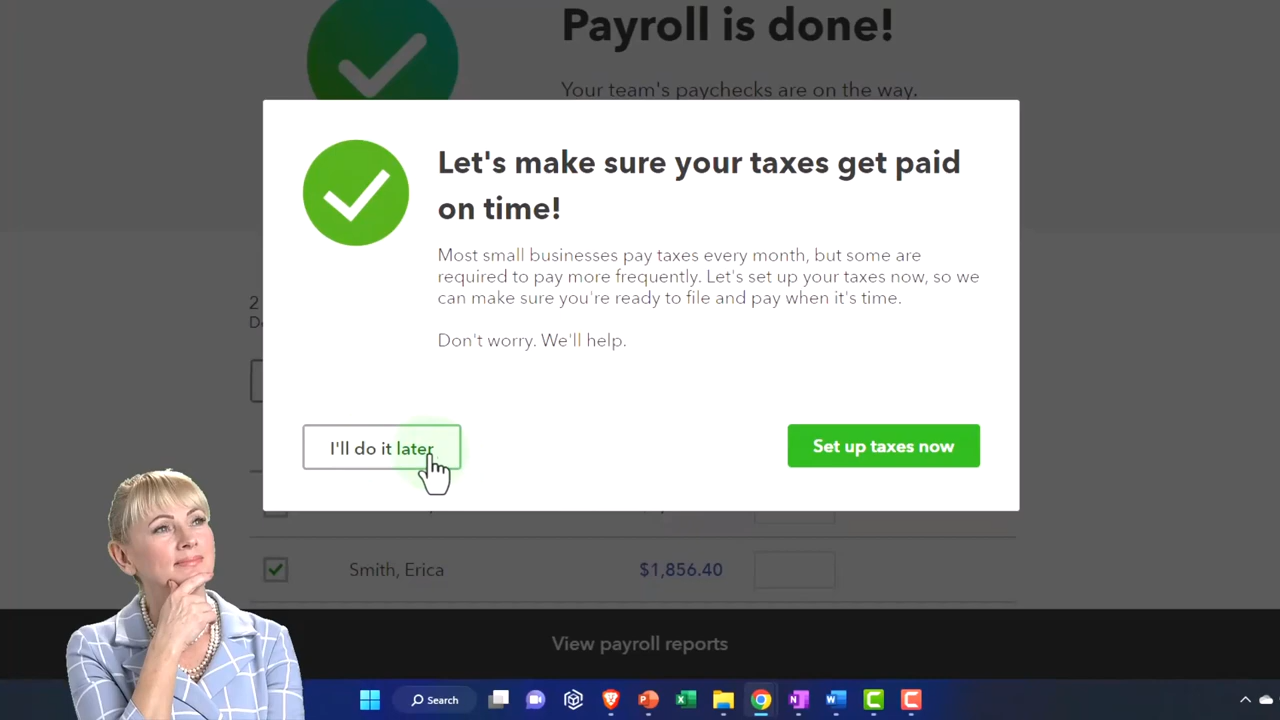 Payroll is done!
Your team's paychecks are on the way.
Let's make sure your taxes get paid
on time!
Most small businesses pay taxes every month, but some are
required to pay more frequently. Let's set up your taxes now, so we
can make sure you're ready to file and pay when it's time.
Don't worry. We'll help.
2
I'll do it later
Set up taxes now
Smith, Erica $1,856.40
View payroll reports
Search